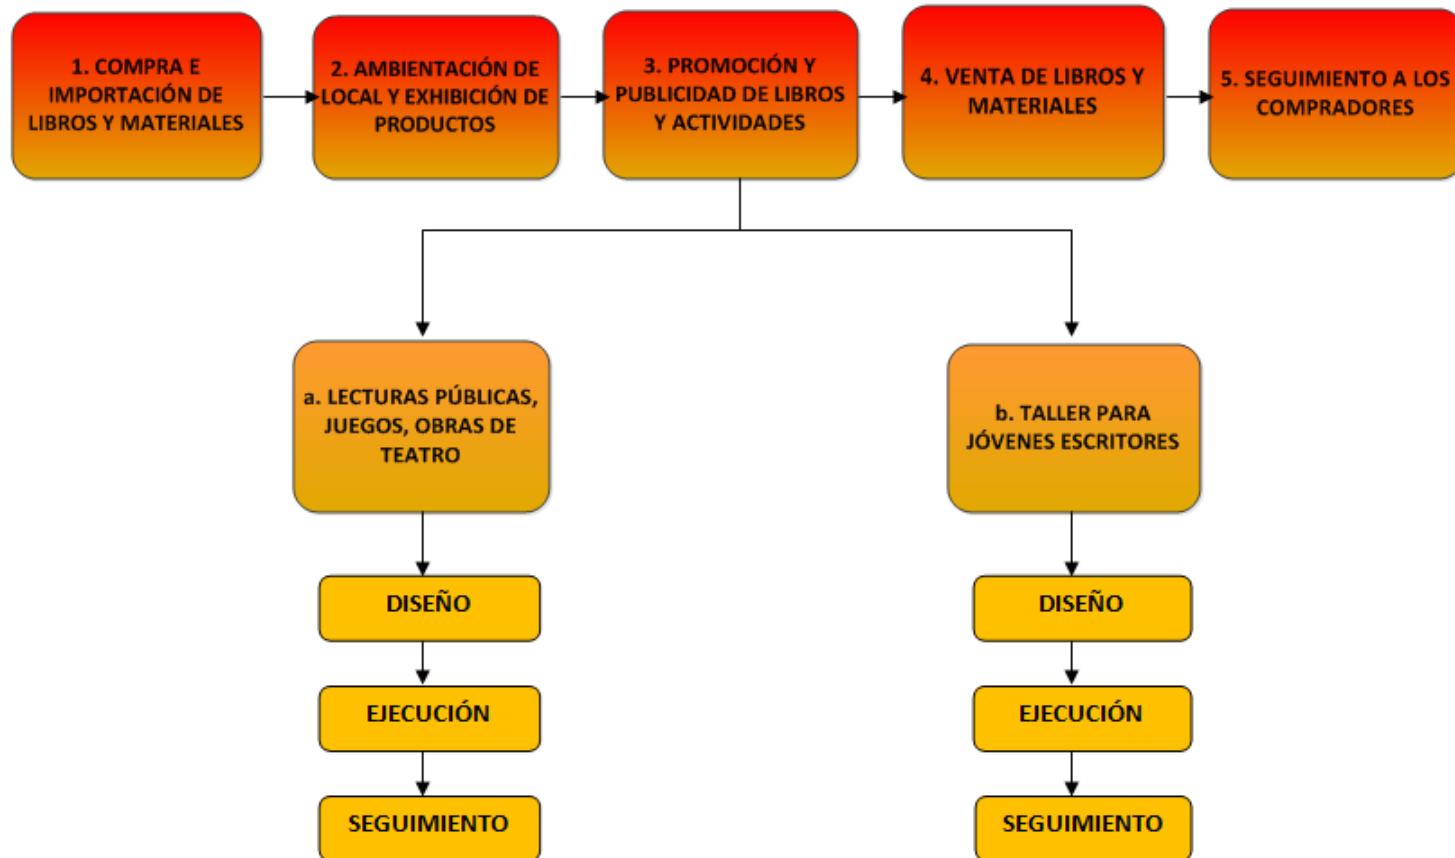 1. COMPRA E
IMPORTACIÓN DE
LIBROS Y MATERIALES
2. AMBIENTACIÓN DE
LOCAL Y EXHIBICIÓN DE
PRODUCTOS
3. PROMOCIÓN Y
PUBLICIDAD DE LIBROS
Y ACTIVIDADES
4. VENTA DE LIBROS Y
MATERIALES
5. SEGUIMIENTO A LOS
COMPRADORES
a. LECTURAS PÚBLICAS,
JUEGOS, OBRAS DE
TEATRO
DISEÑO
EJECUCIÓN
SEGUIMIENTO
b. TALLER PARA
JÓVENES ESCRITORES
DISEÑO
EJECUCIÓN
SEGUIMIENTO